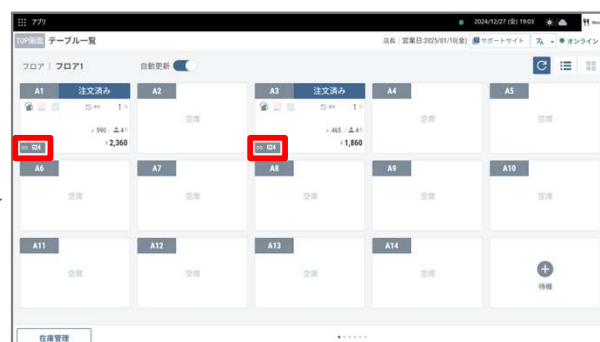 アプリ
2024/12/27 (金) 19:03
TOP画面 テーブル一覧
店長 営業日:2025/01/10(金) サポートサイト オンライン
フロア フロア1 自動更新
A1 注文済み A2 A3 注文済み A4 A5
1 空席 1 空席 空席
590 4 465 4
2,360 1,860
624 624
A6 A7 A8 A9 A10
空席 空席 空席 空席 空席
A11 A12 A13 A14
空席 空席 空席 空席 待機
在庫管理